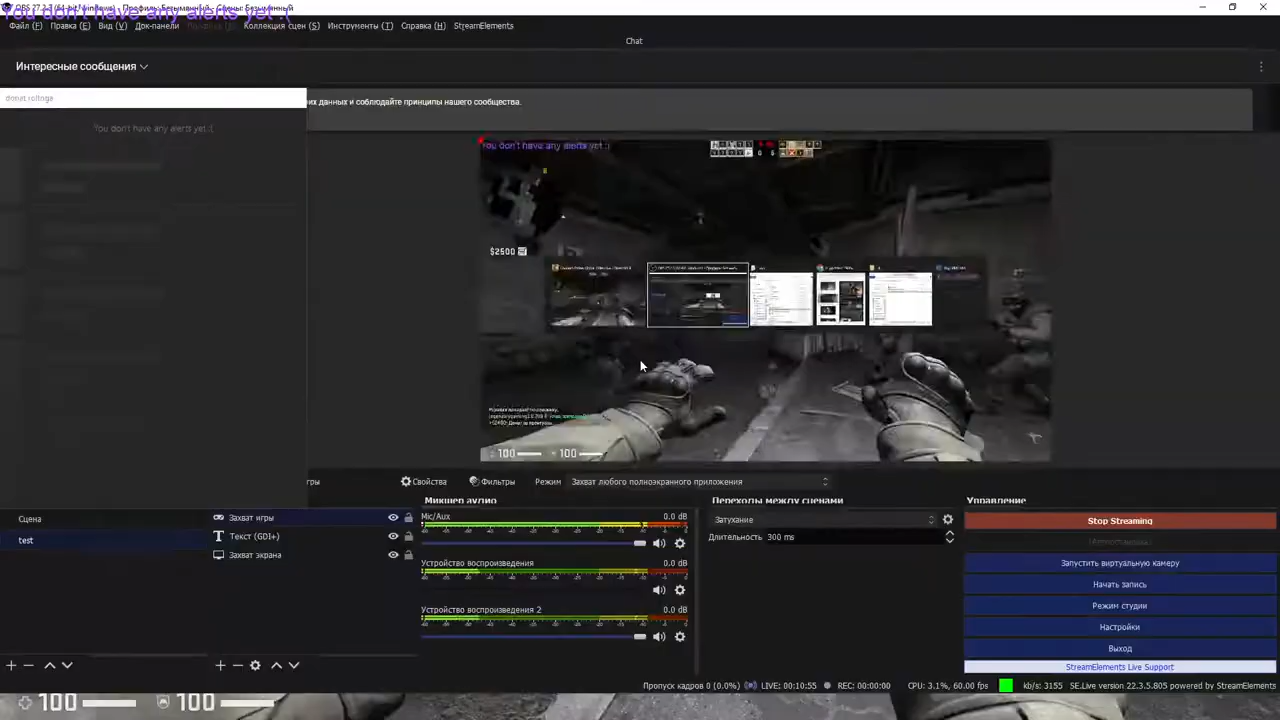 You don't have any alerts yet :(
Файл (F) Правка (E) Вид (V) Док-панели Коллекция сцен (S) Инструменты (T) Справка (H) StreamElements
Chat
Интересные сообщения
их данных и соблюдайте принципы нашего сообщества.
You don't have any alerts yet :(
You don't have any alerts yet :(
$2500
100 100
гры Свойства Фильтры Режим Захват любого полноэкранного приложения
Микшер аудио Переходы между сценами Управление
Сцена
test
Захват игры
Текст (GDI+)
Захват экрана
Mic/Aux 0.0 dB
Устройство воспроизведения 0.0 dB
Устройство воспроизведения 2 0.0 dB
Затухание
Длительность 300 ms
Stop Streaming
Запустить виртуальную камеру
Начать запись
Режим студии
Настройки
Выход
StreamElements Live Support
Пропуск кадров 0 (0.0%) LIVE: 00:10:55 REC: 00:00:00 CPU: 3.1%, 60.00 fps kb/s: 3155 SE.Live version 22.3.5.805 powered by StreamElements
100 100